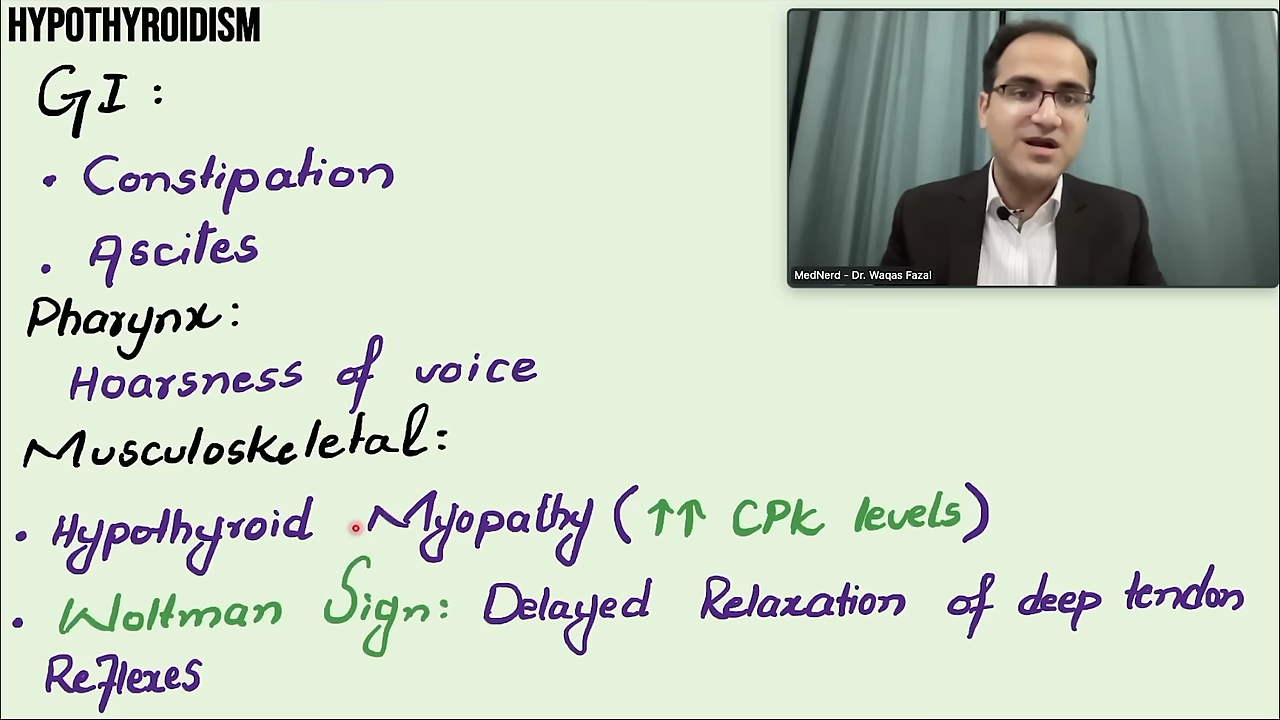 HYPOTHYROIDISM
GI:
• Constipation
• Ascites
Pharynx:
Hoarsness of voice
Musculoskeletal:
• Hypothyroid Myopathy (↑↑ CPK levels)
• Woltman Sign: Delayed Relaxation of deep tendon
Reflexes
MedNerd - Dr. Waqas Fazal